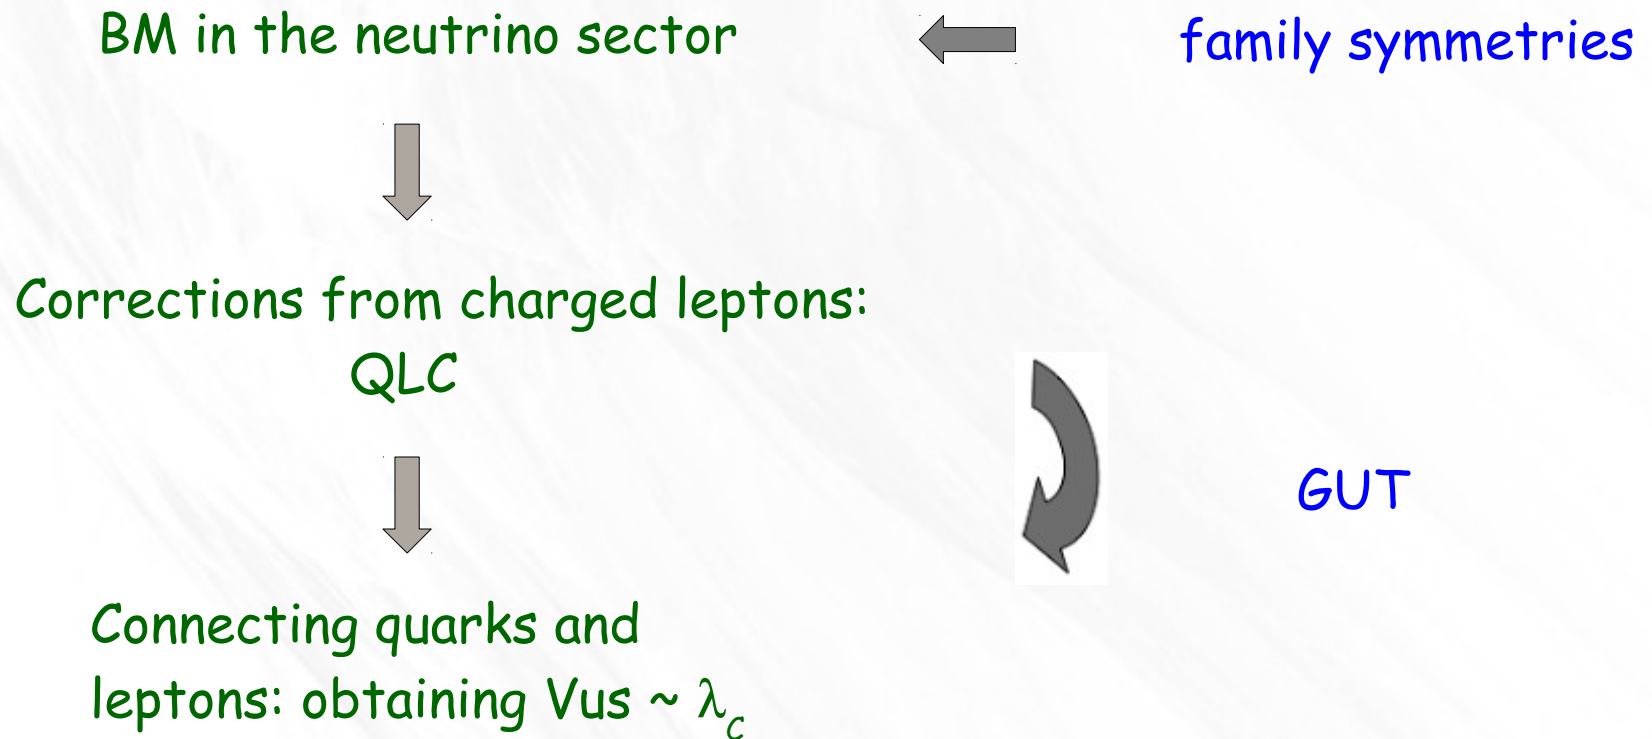 BM in the neutrino sector
family symmetries
Corrections from charged leptons:
QLC
GUT
Connecting quarks and
leptons: obtaining Vus ~ λc